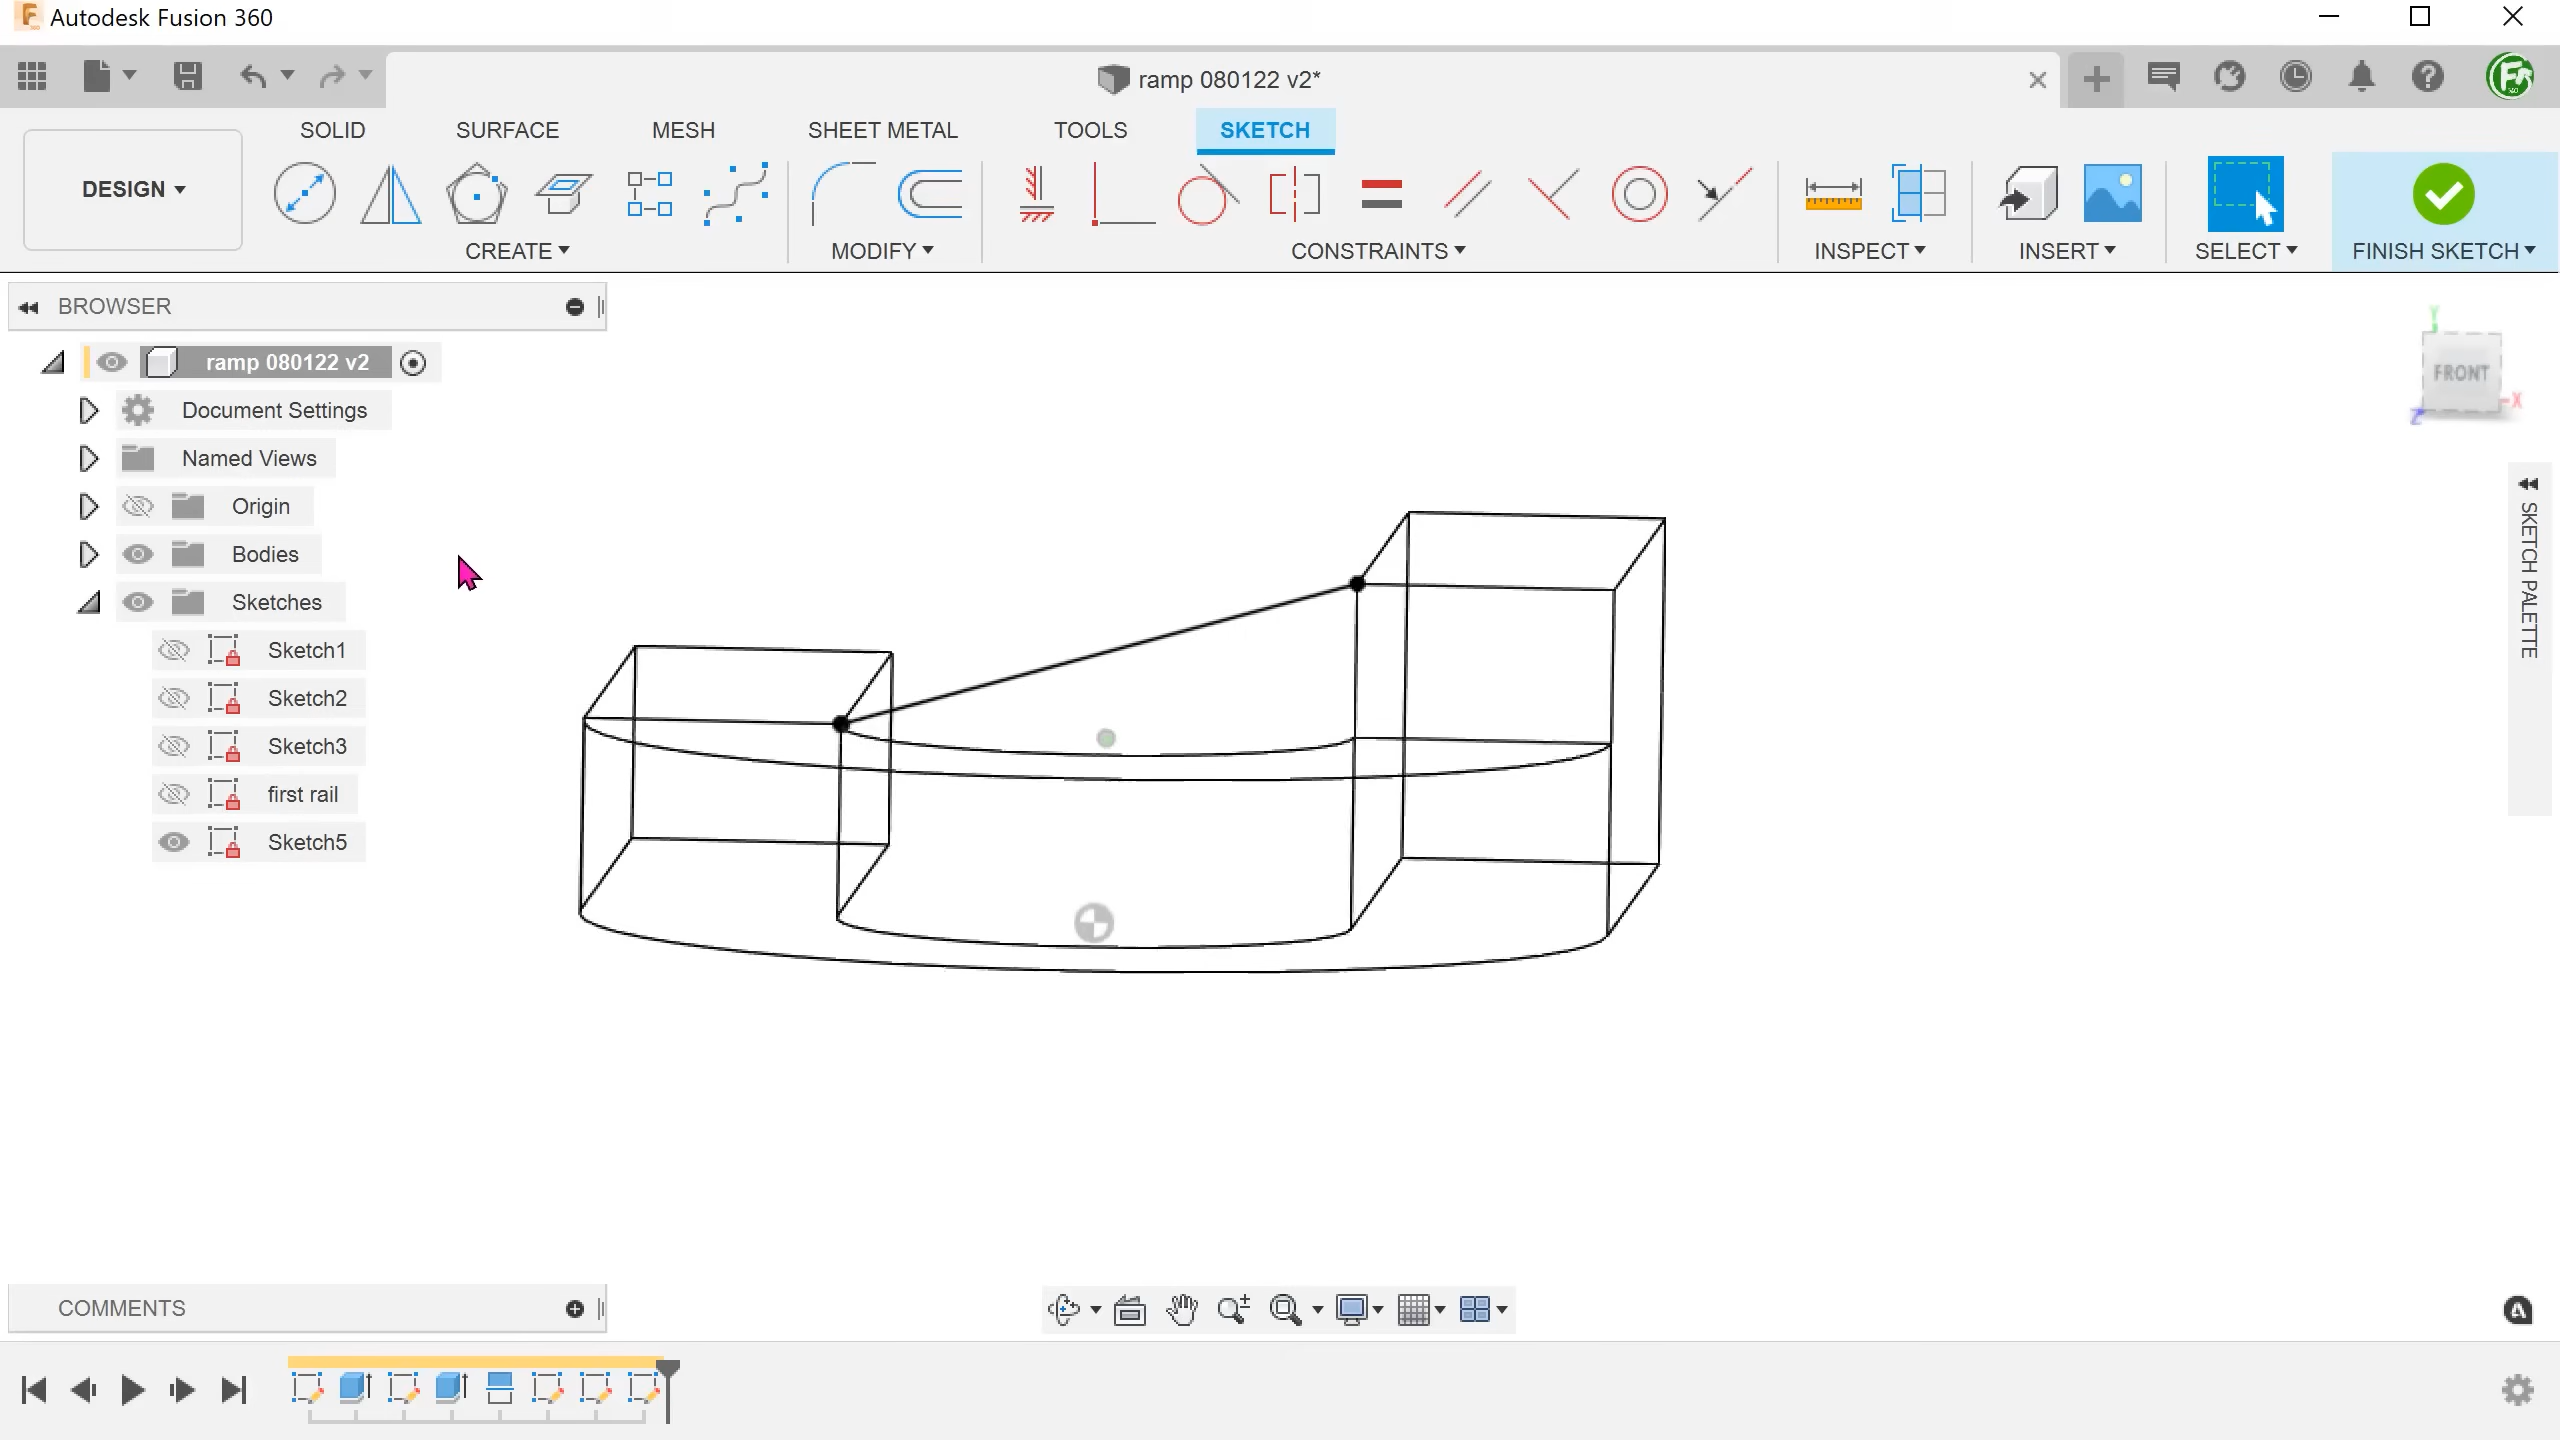 Autodesk Fusion 360
ramp 080122 v2*
SOLID
SURFACE
MESH
SHEET METAL
TOOLS
SKETCH
DESIGN
CREATE
MODIFY
CONSTRAINTS
INSPECT
INSERT
SELECT
FINISH SKETCH
BROWSER
ramp 080122 v2
Document Settings
Named Views
Origin
Bodies
Sketches
Sketch1
Sketch2
Sketch3
first rail
Sketch5
Y
FRONT
-X
Z
SKETCH PALETTE
COMMENTS